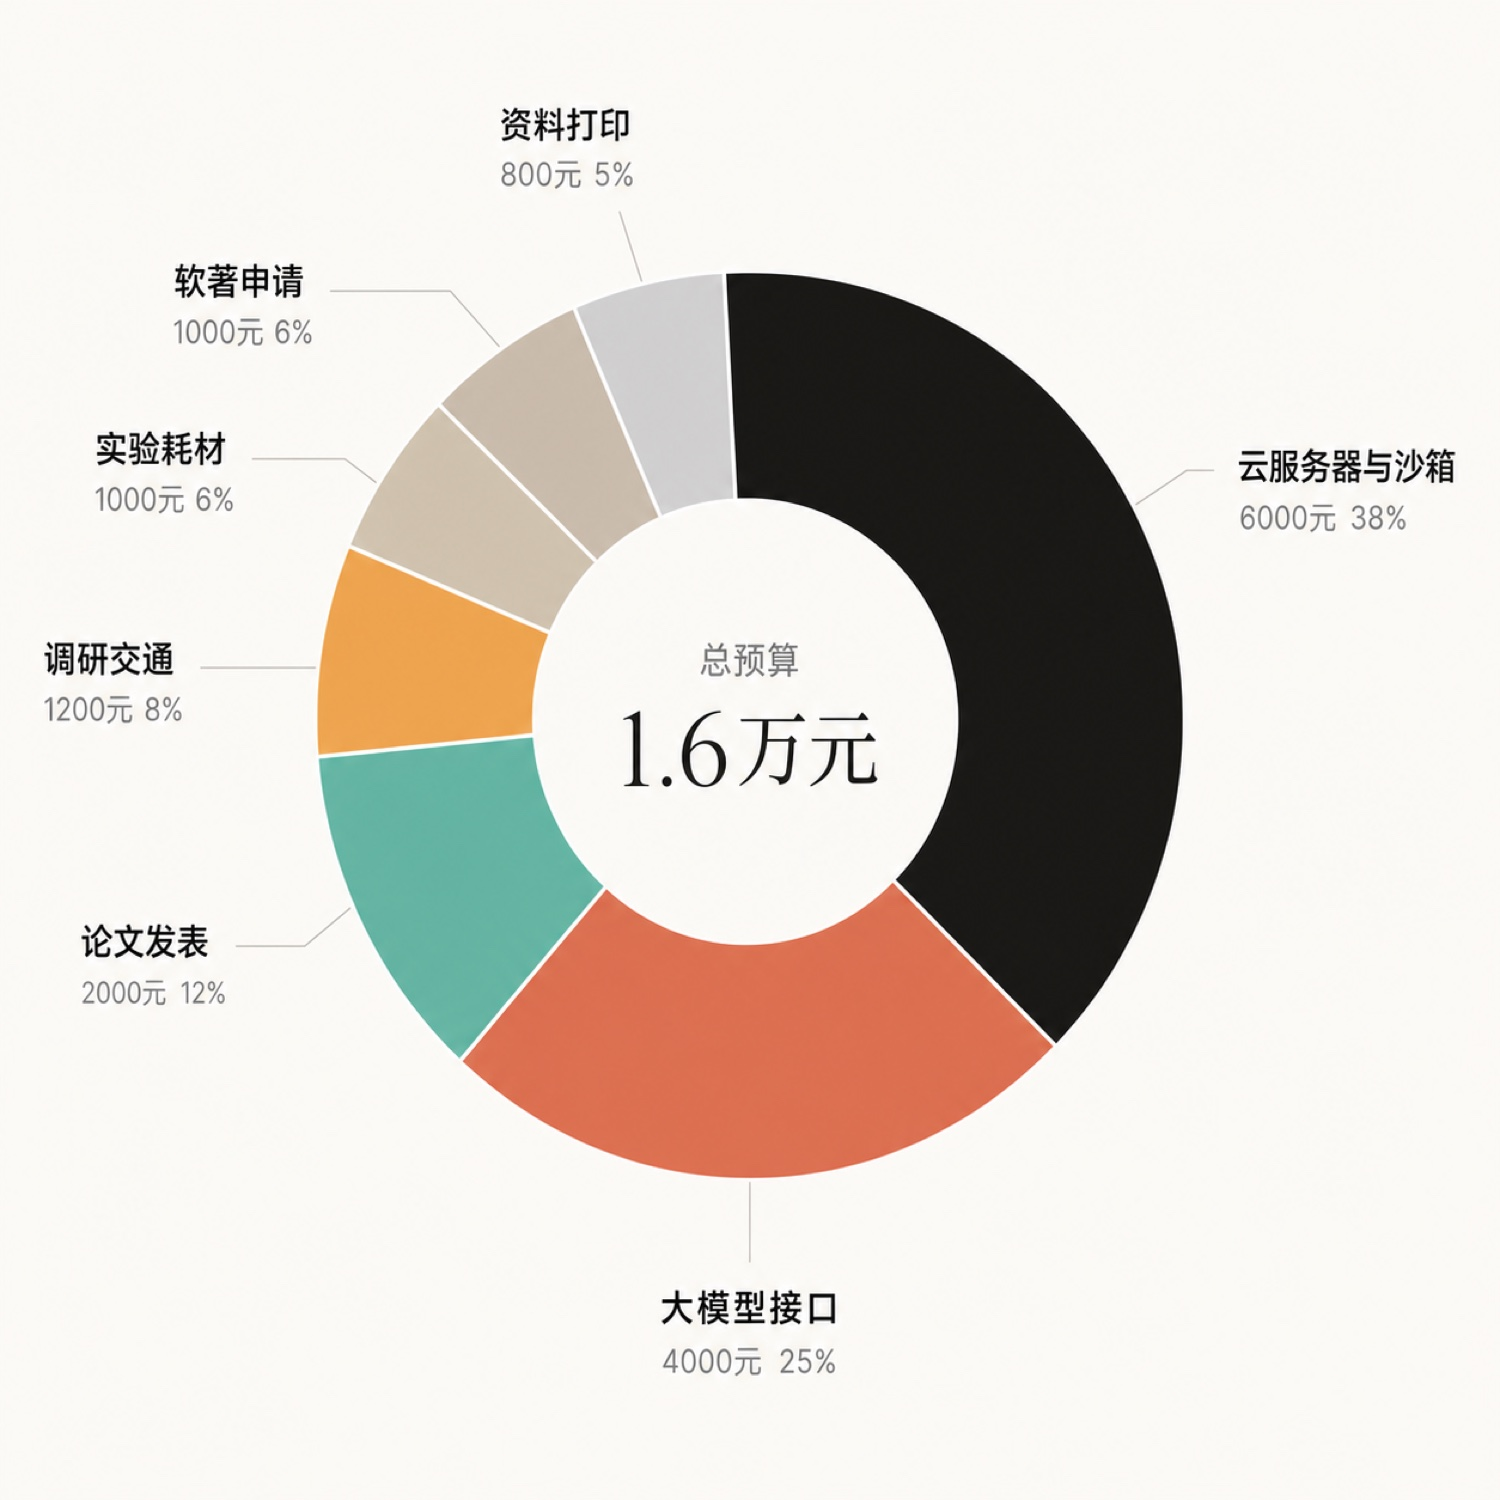 资料打印
800元 5%
软著申请
1000元 6%
实验耗材
1000元 6%
云服务器与沙箱
6000元 38%
调研交通
1200元 8%
总预算
1.6万元
论文发表
2000元 12%
大模型接口
4000元 25%